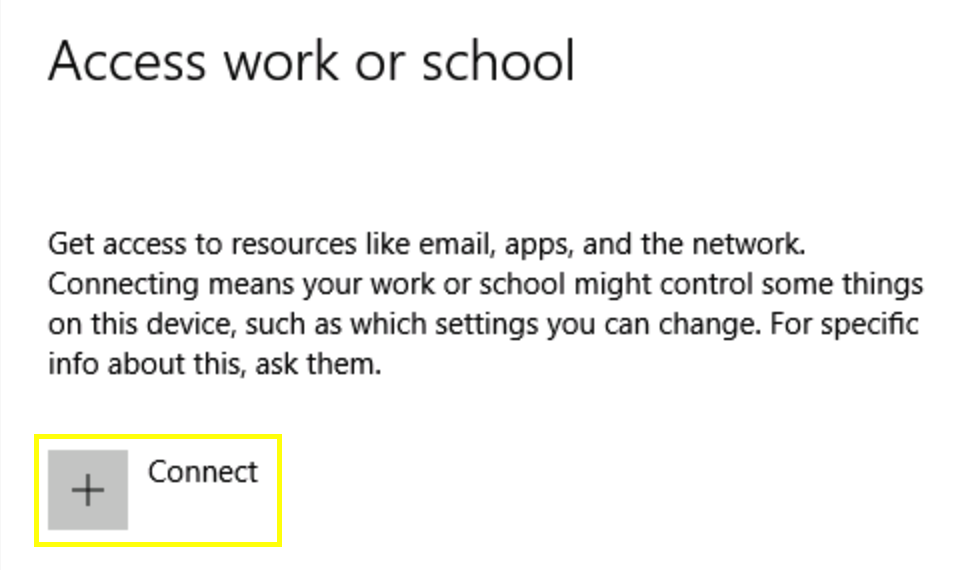 Access work or school
Get access to resources like email, apps, and the network.
Connecting means your work or school might control some things
on this device, such as which settings you can change. For specific
info about this, ask them.
Connect